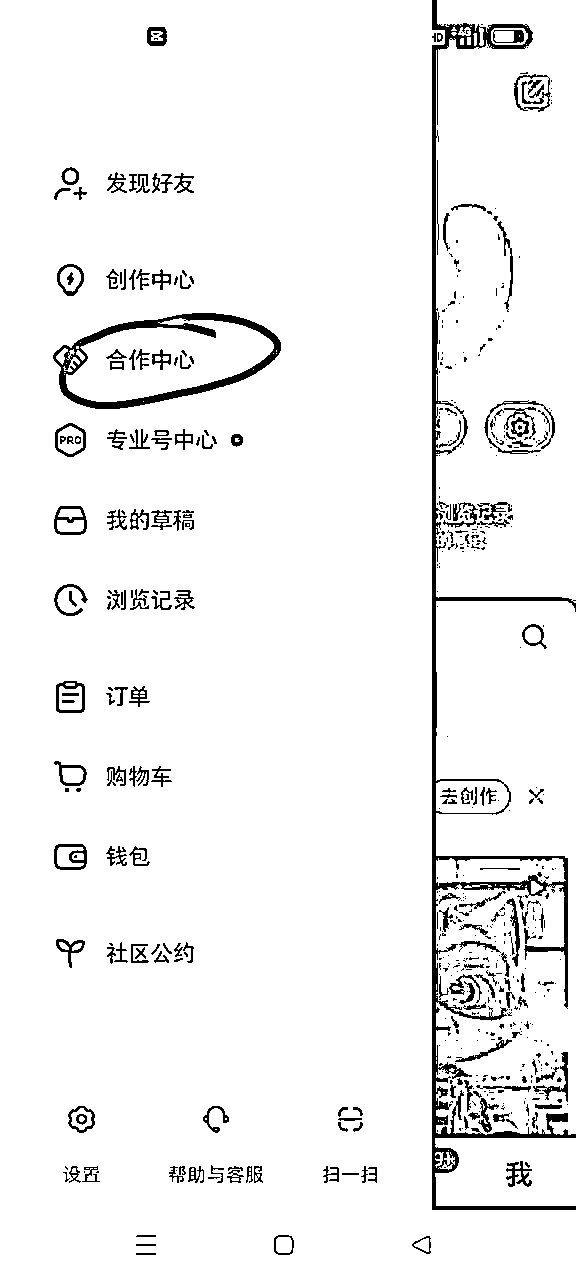 HD
发现好友
创作中心
合作中心
PRO 专业号中心
我的草稿
浏览记录
浏览记录
订单
购物车
去创作
钱包
社区公约
设置
帮助与客服
扫一扫
我